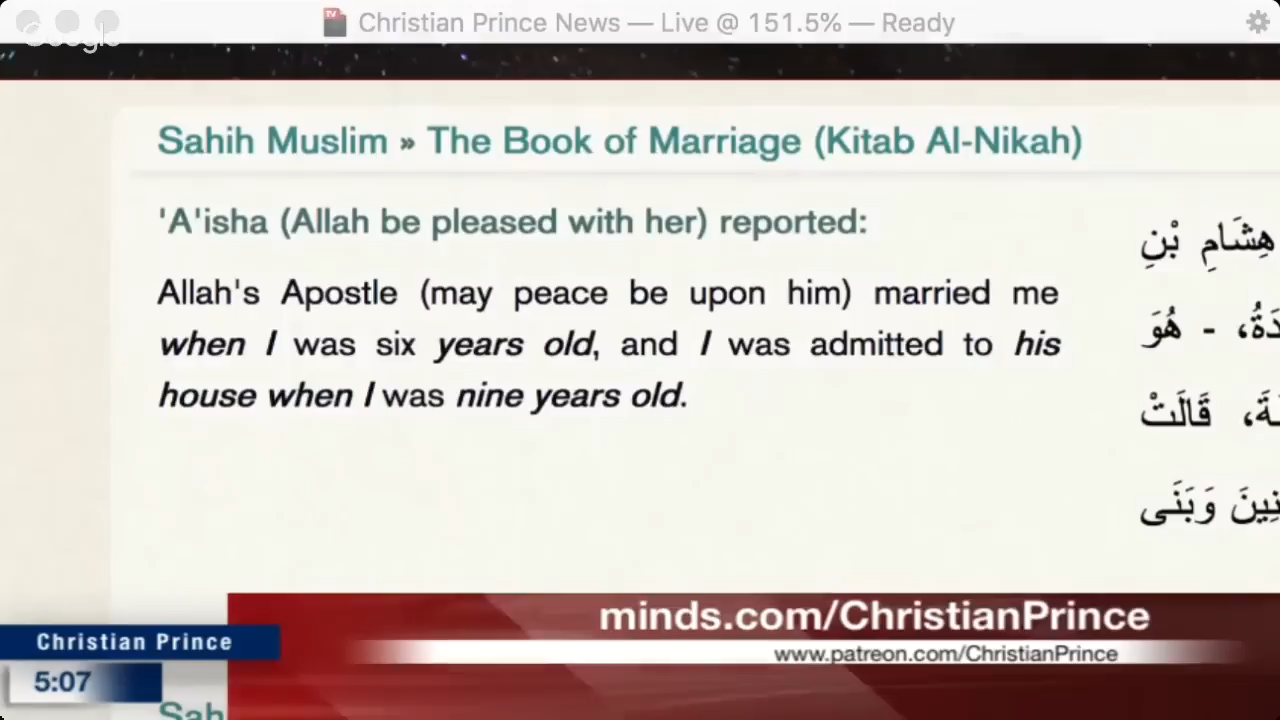 Christian Prince News — Live @ 151.5% — Ready
Google
Sahih Muslim » The Book of Marriage (Kitab Al-Nikah)
'A'isha (Allah be pleased with her) reported:
Allah's Apostle (may peace be upon him) married me
when I was six years old, and I was admitted to his
house when I was nine years old.
هِشَامِ بْنِ
هُوَ -
قَالَتْ
وَبَنَى
minds.com/ChristianPrince
www.patreon.com/ChristianPrince
Christian Prince
5:07
Sah